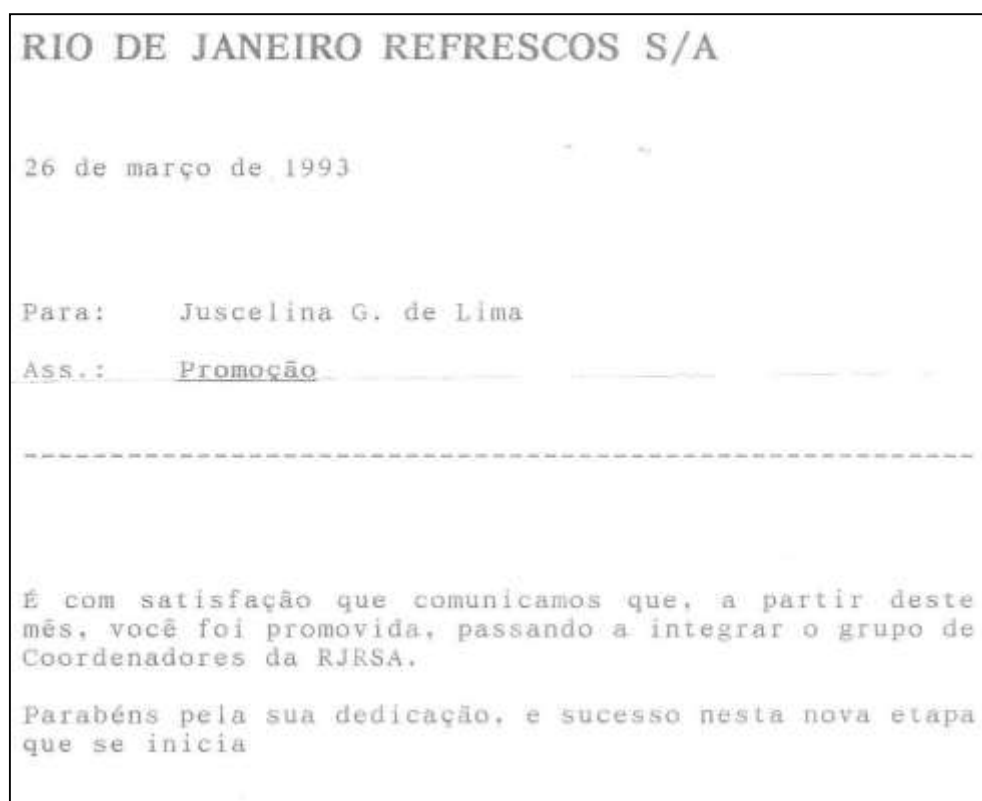 RIO DE JANEIRO REFRESCOS S/A
26 de março de 1993
Para: Juscelina G. de Lima
Ass.: Promoção
É com satisfação que comunicamos que, a partir deste
mês, você foi promovida, passando a integrar o grupo de
Coordenadores da RJRSA.
Parabéns pela sua dedicação, e sucesso nesta nova etapa
que se inicia